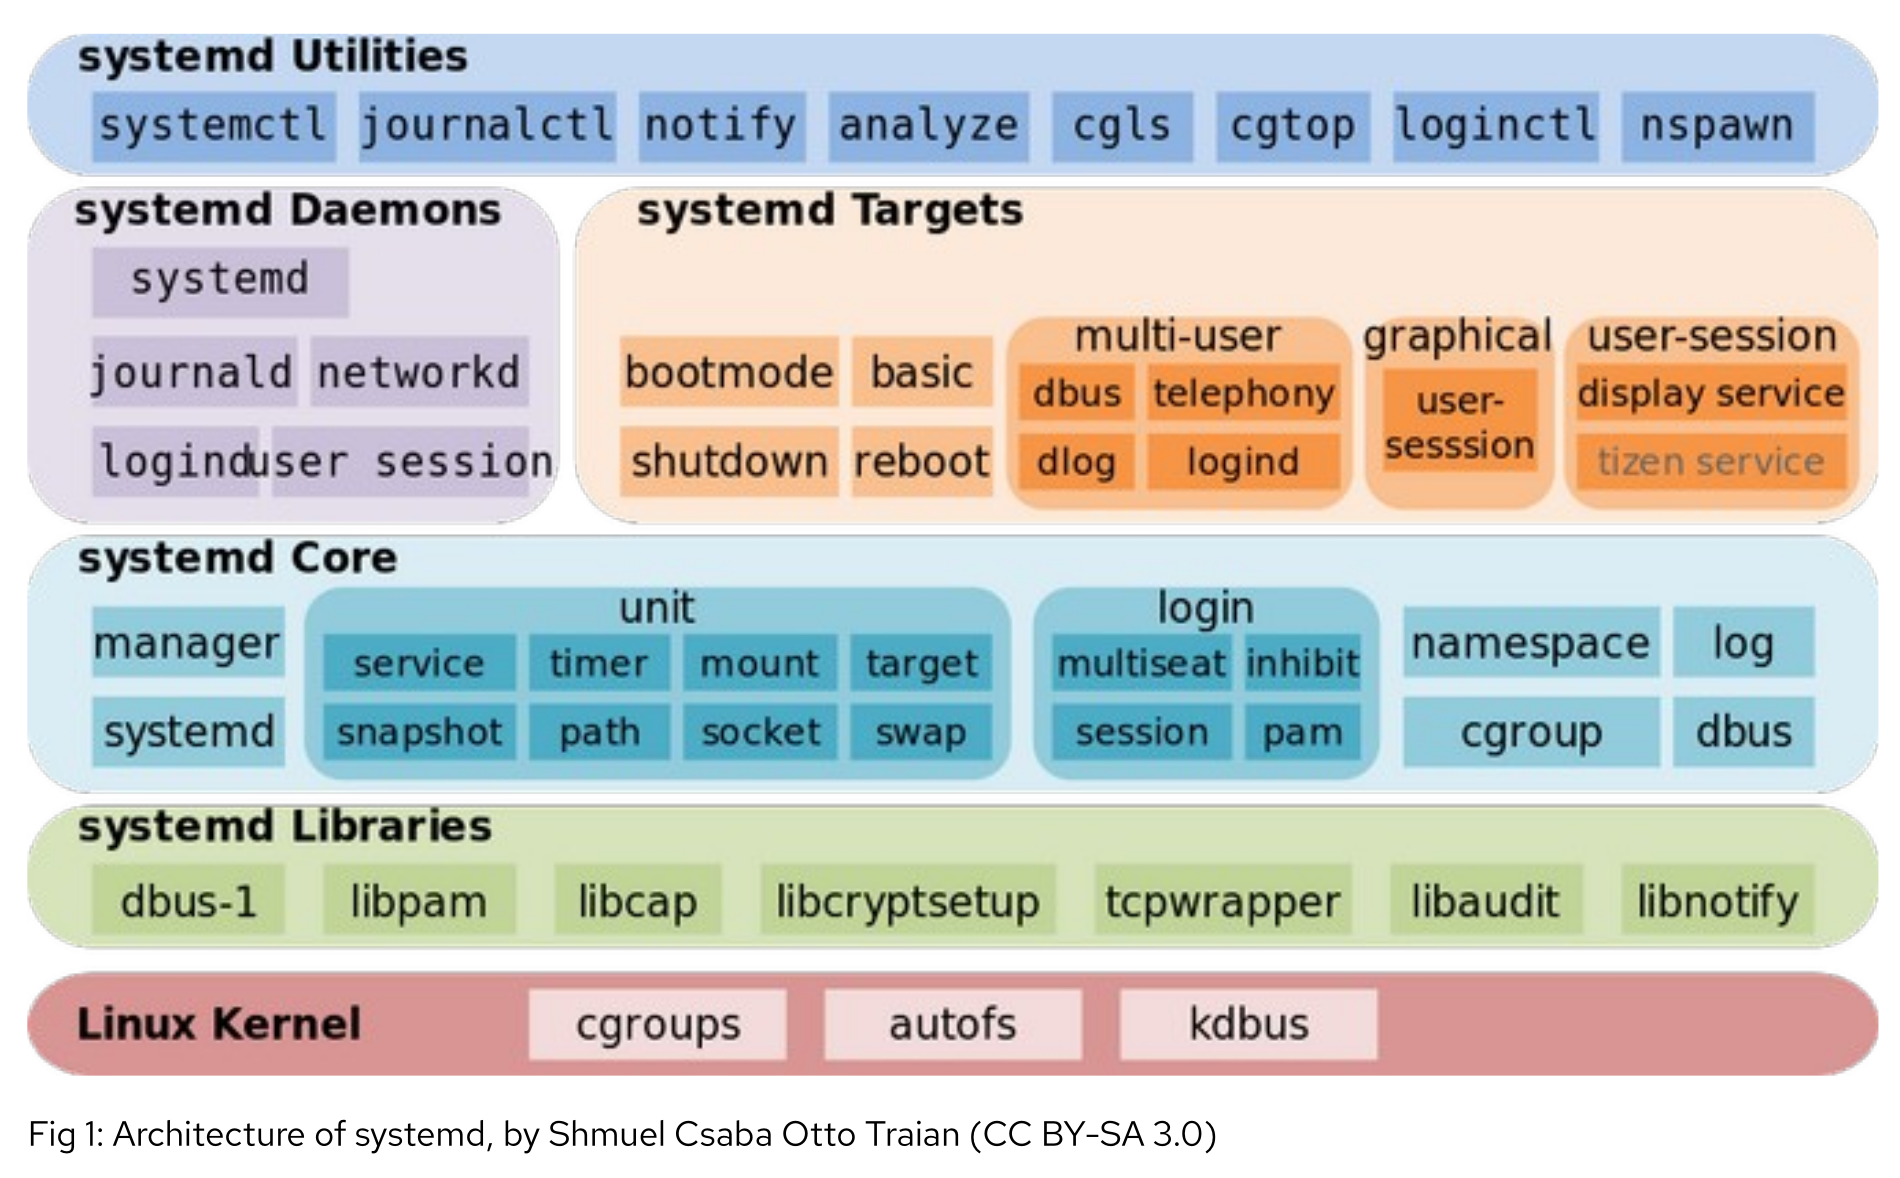 systemd Utilities
systemctl journalctl notify analyze cgls cgtop loginctl nspawn
systemd Daemons
systemd
journald networkd
logind user session
systemd Targets
bootmode basic
shutdown reboot
multi-user
dbus telephony
dlog logind
graphical
user-
sesssion
user-session
display service
tizen service
systemd Core
manager
systemd
unit
service timer mount target
snapshot path socket swap
login
multiseat inhibit
session pam
namespace log
cgroup dbus
systemd Libraries
dbus-1 libpam libcap libcryptsetup tcpwrapper libaudit libnotify
Linux Kernel cgroups autofs kdbus
Fig 1: Architecture of systemd, by Shmuel Csaba Otto Traian (CC BY-SA 3.0)